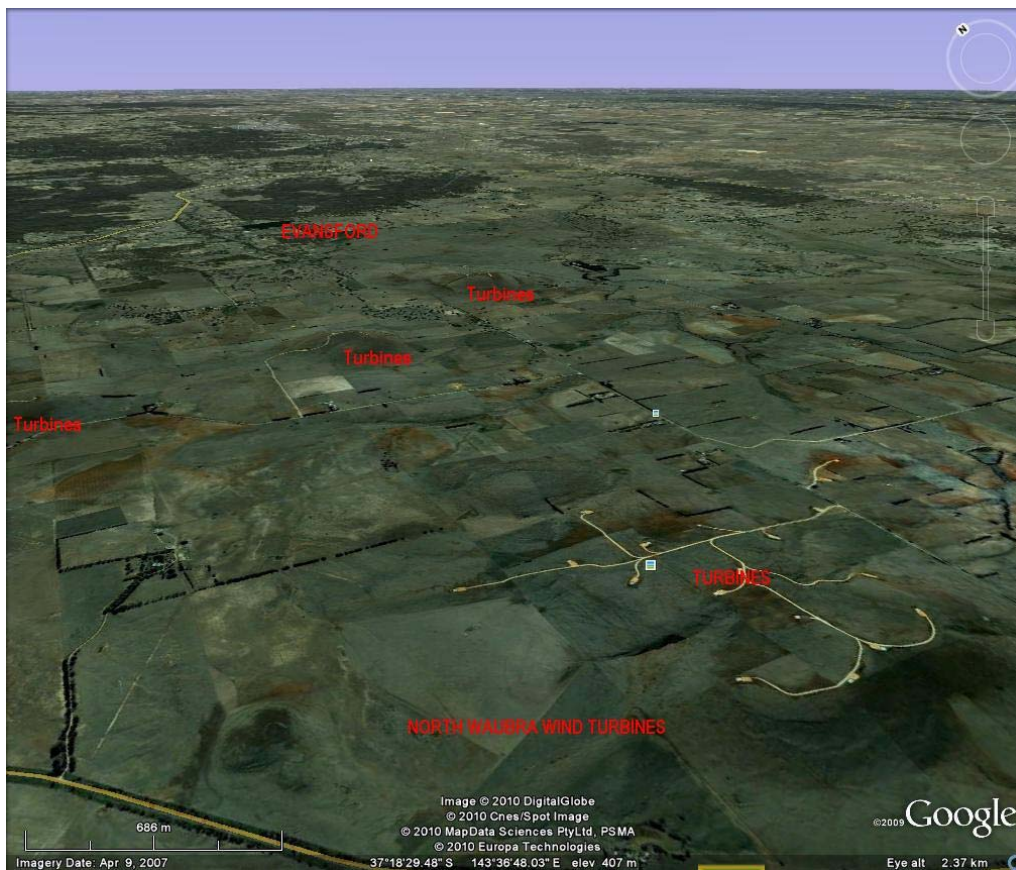 N
EVANSFORD
Turbines
Turbines
Turbines
TURBINES
NORTH WAUBRA WIND TURBINES
Image © 2010 DigitalGlobe
© 2010 Cnes/Spot Image
© 2010 MapData Sciences PtyLtd, PSMA
© 2010 Europa Technologies
©2009 Google
686 m
Imagery Date: Apr 9, 2007 37°18'29.48" S 143°36'48.03" E elev 407 m Eye alt 2.37 km